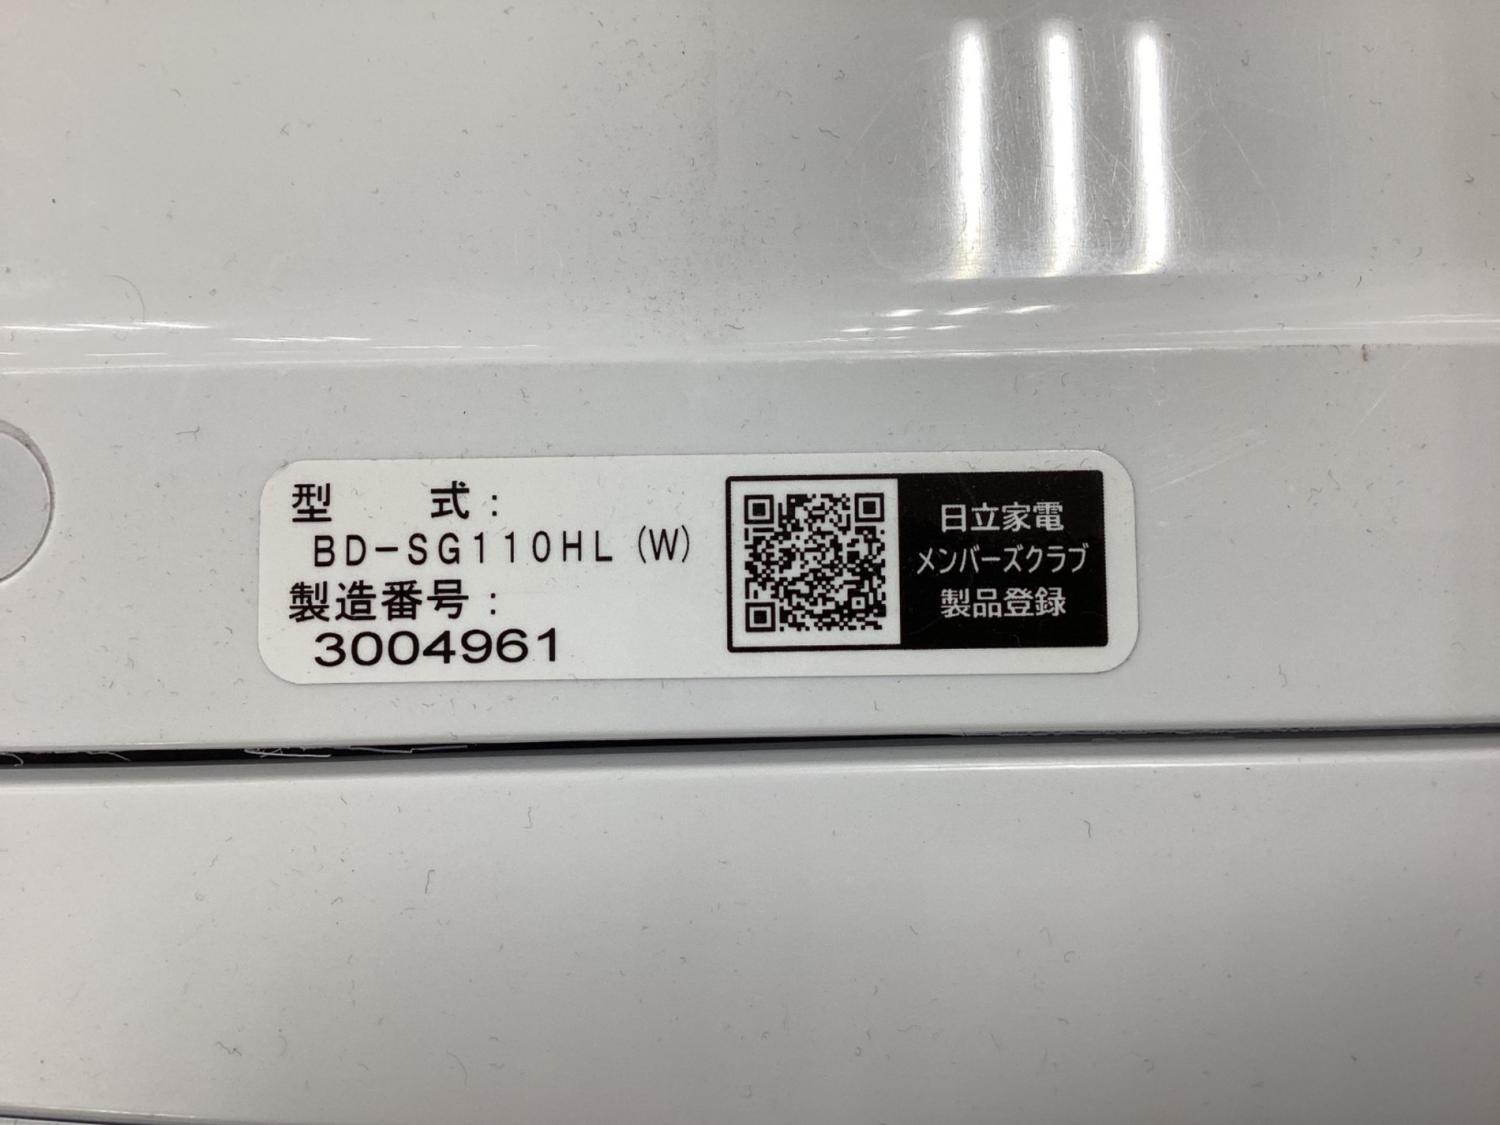 型　式：
BD-SG110HL(W)
製造番号：
3004961
日立家電
メンバーズクラブ
製品登録